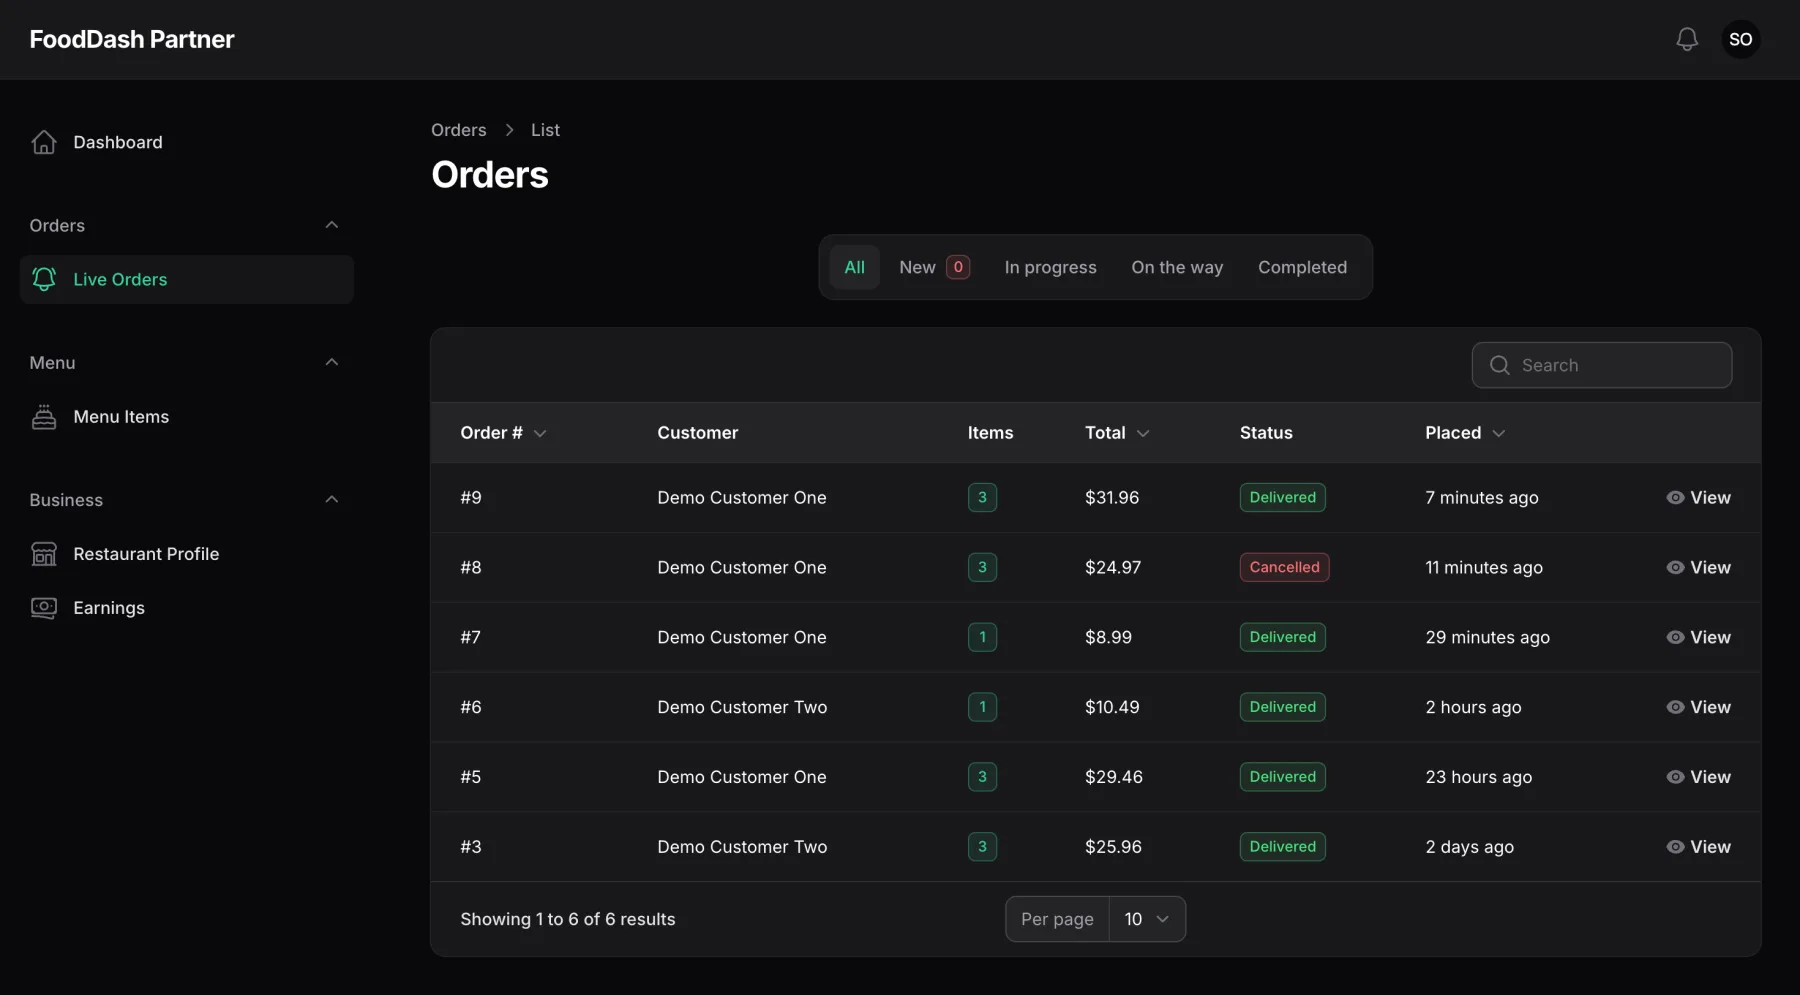 FoodDash Partner
SO
Dashboard
Orders
Live Orders
Menu
Menu Items
Business
Restaurant Profile
Earnings
Orders > List
Orders
All New 0 In progress On the way Completed
Search
Order # Customer Items Total Status Placed
#9 Demo Customer One 3 $31.96 Delivered 7 minutes ago View
#8 Demo Customer One 3 $24.97 Cancelled 11 minutes ago View
#7 Demo Customer One 1 $8.99 Delivered 29 minutes ago View
#6 Demo Customer Two 1 $10.49 Delivered 2 hours ago View
#5 Demo Customer One 3 $29.46 Delivered 23 hours ago View
#3 Demo Customer Two 3 $25.96 Delivered 2 days ago View
Showing 1 to 6 of 6 results Per page 10